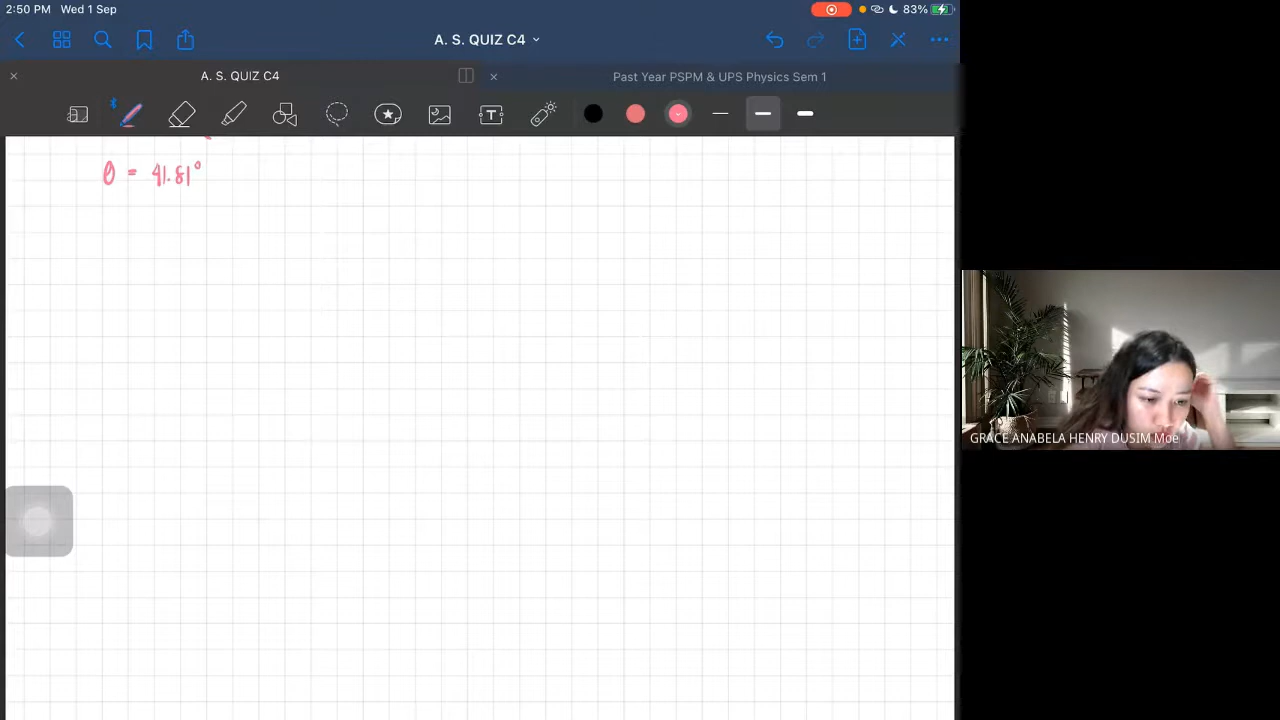 2:50 PM Wed 1 Sep
83%
A. S. QUIZ C4
A. S. QUIZ C4
Past Year PSPM & UPS Physics Sem 1
T
θ = 41.81°
GRACE ANABELA HENRY DUSIM Moe